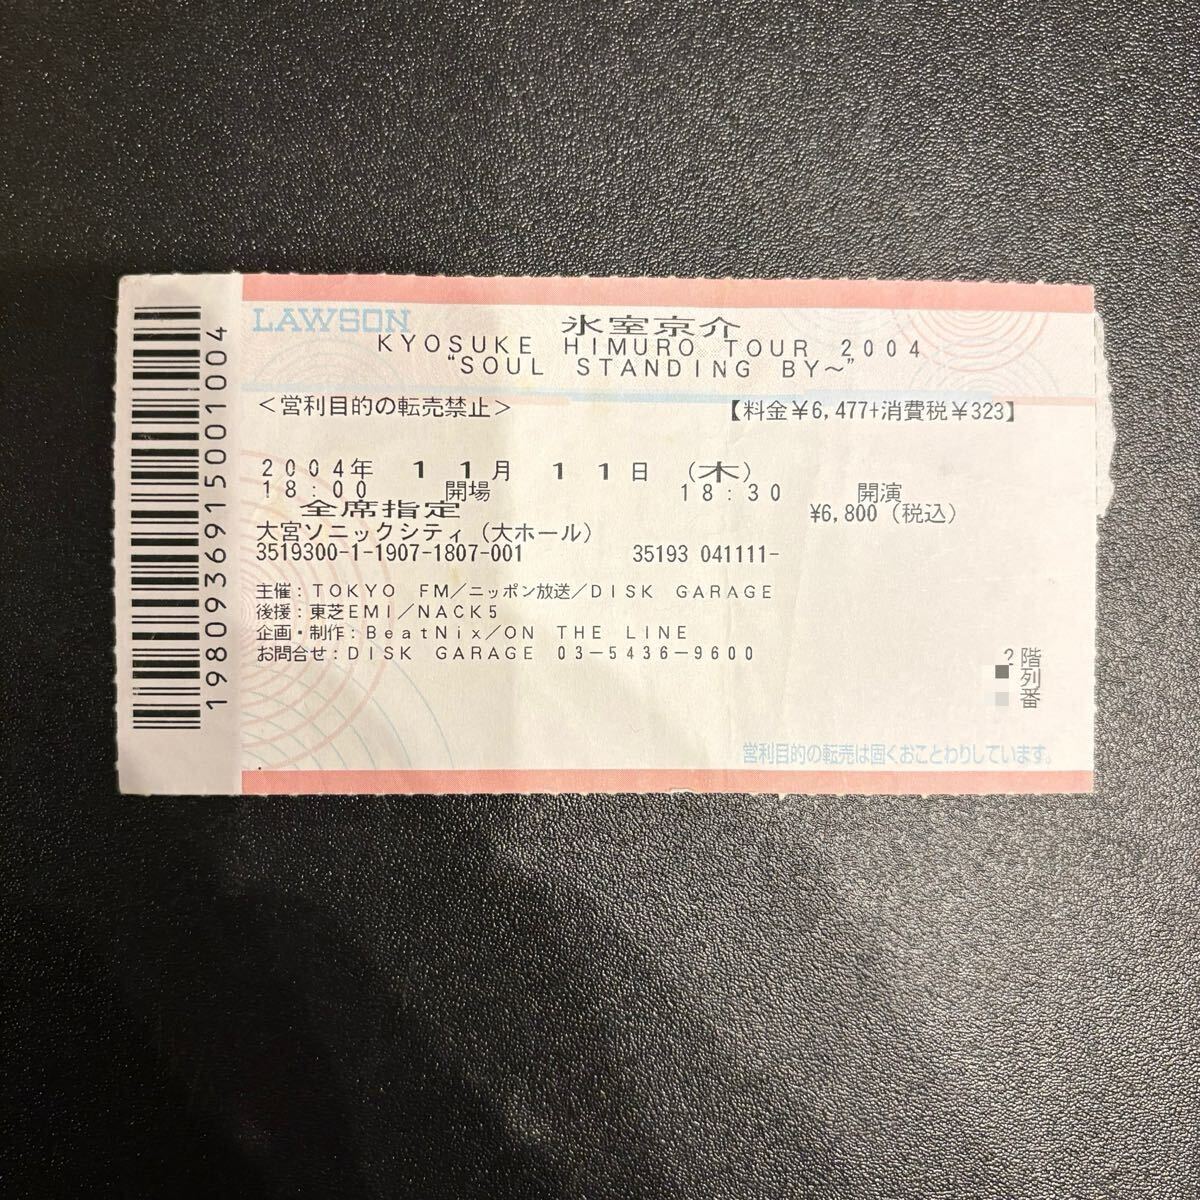 LAWSON
氷室京介
KYOSUKE HIMURO TOUR 2004
“SOUL STANDING BY～”
＜営利目的の転売禁止＞ 【料金￥6,477+消費税￥323】
2004年 11月 11日 (木)
18:00 開場 18:30 開演
全席指定 ¥6,800 (税込)
大宮ソニックシティ (大ホール)
3519300-1-1907-1807-001 35193 041111-
主催:TOKYO FM／ニッポン放送／DISK GARAGE
後援:東芝EMI／NACK5
企画・制作:BeatNix／ON THE LINE
お問合せ:DISK GARAGE 03-5436-9600
2階
列
番
営利目的の転売は固くおことわりしています。
1980936915001004